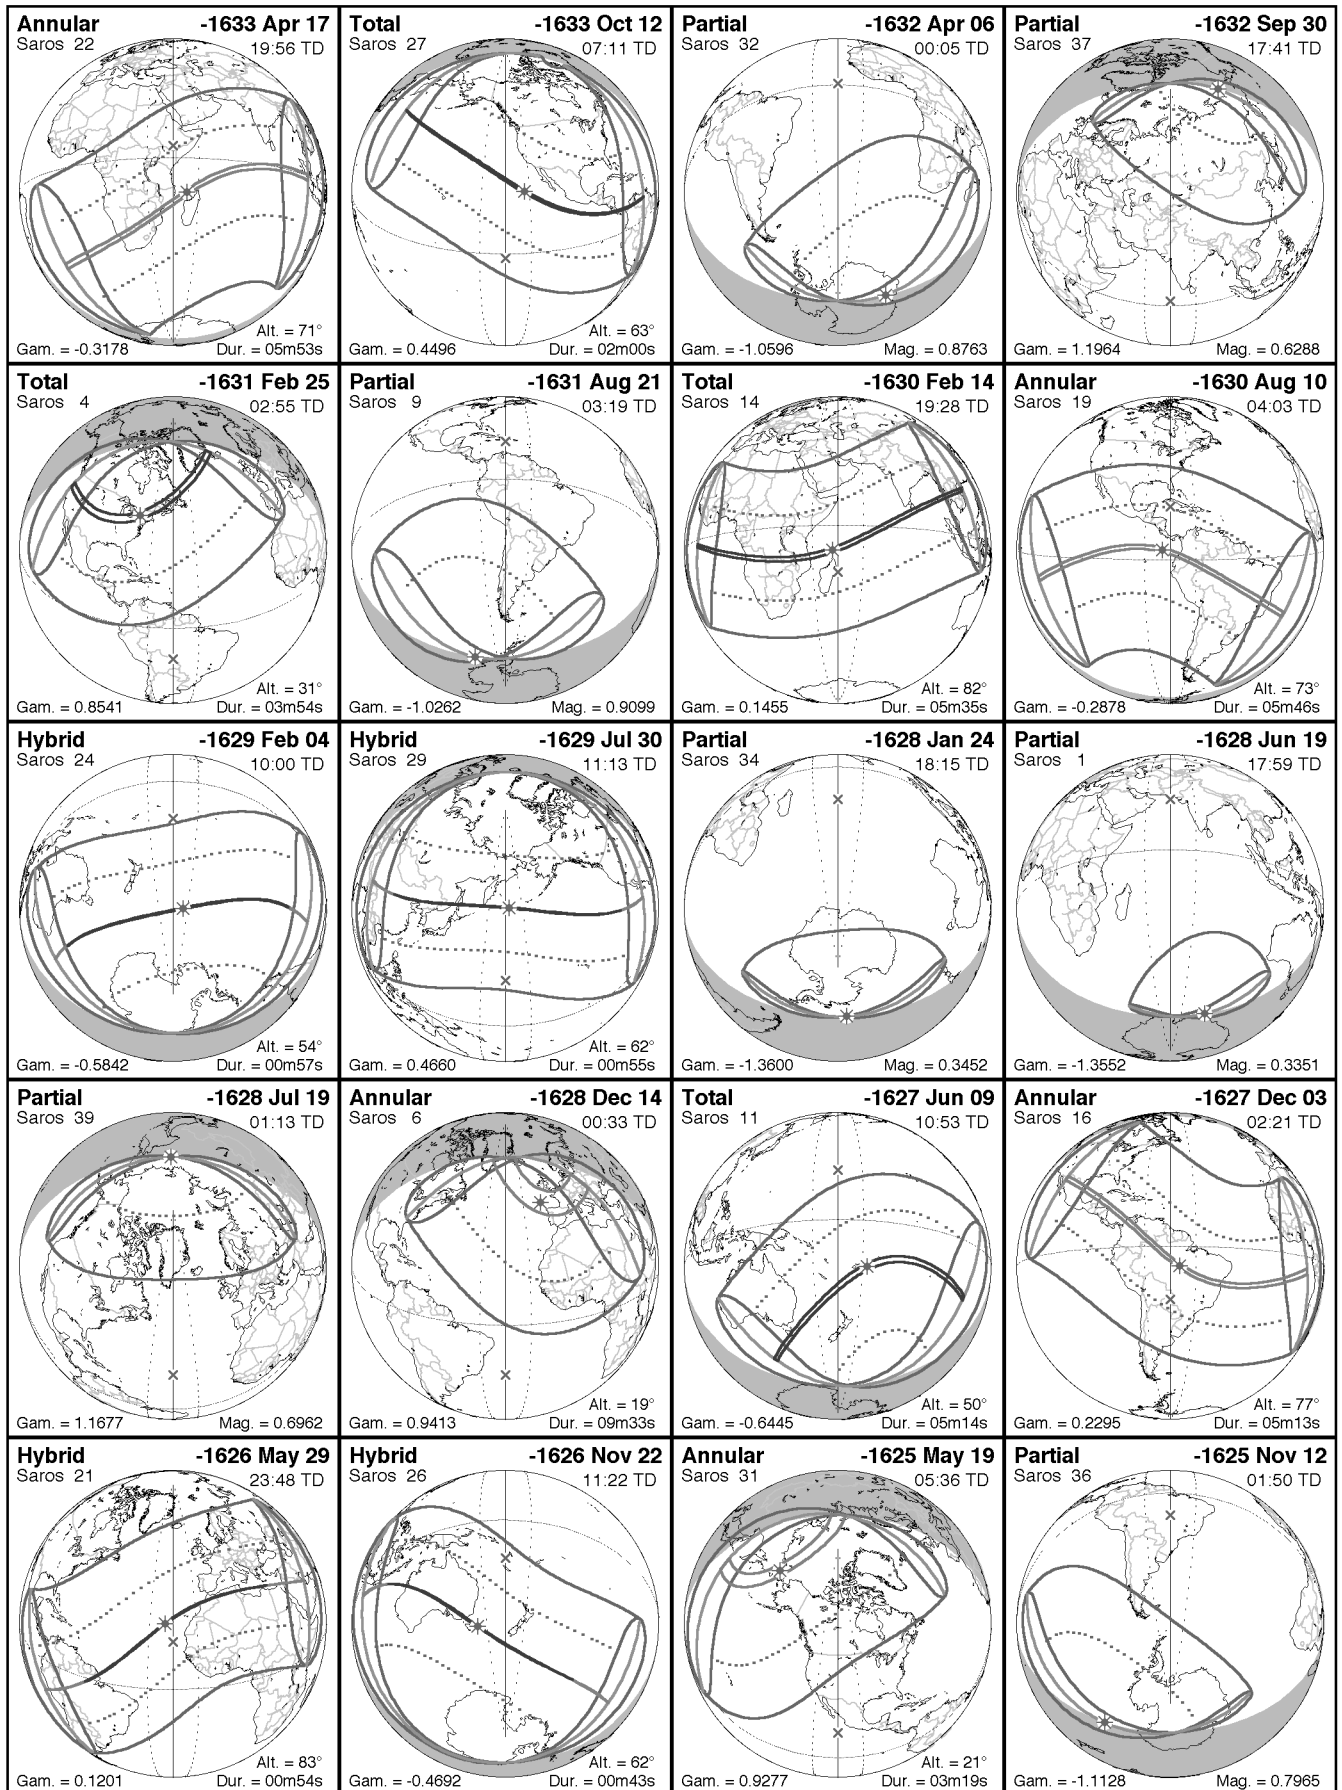 Annular -1633 Apr 17
Saros 22 19:56 TD
Alt. = 71°
Gam. = -0.3178 Dur. = 05m53s
Total -1633 Oct 12
Saros 27 07:11 TD
Alt. = 63°
Gam. = 0.4496 Dur. = 02m00s
Partial -1632 Apr 06
Saros 32 00:05 TD
Gam. = -1.0596 Mag. = 0.8763
Partial -1632 Sep 30
Saros 37 17:41 TD
Gam. = 1.1964 Mag. = 0.6288
Total -1631 Feb 25
Saros 4 02:55 TD
Alt. = 31°
Gam. = 0.8541 Dur. = 03m54s
Partial -1631 Aug 21
Saros 9 03:19 TD
Gam. = -1.0262 Mag. = 0.9099
Total -1630 Feb 14
Saros 14 19:28 TD
Alt. = 82°
Gam. = 0.1455 Dur. = 05m35s
Annular -1630 Aug 10
Saros 19 04:03 TD
Alt. = 73°
Gam. = -0.2878 Dur. = 05m46s
Hybrid -1629 Feb 04
Saros 24 10:00 TD
Alt. = 54°
Gam. = -0.5842 Dur. = 00m57s
Hybrid -1629 Jul 30
Saros 29 11:13 TD
Alt. = 62°
Gam. = 0.4660 Dur. = 00m55s
Partial -1628 Jan 24
Saros 34 18:15 TD
Gam. = -1.3600 Mag. = 0.3452
Partial -1628 Jun 19
Saros 1 17:59 TD
Gam. = -1.3552 Mag. = 0.3351
Partial -1628 Jul 19
Saros 39 01:13 TD
Gam. = 1.1677 Mag. = 0.6962
Annular -1628 Dec 14
Saros 6 00:33 TD
Alt. = 19°
Gam. = 0.9413 Dur. = 09m33s
Total -1627 Jun 09
Saros 11 10:53 TD
Alt. = 50°
Gam. = -0.6445 Dur. = 05m14s
Annular -1627 Dec 03
Saros 16 02:21 TD
Alt. = 77°
Gam. = 0.2295 Dur. = 05m13s
Hybrid -1626 May 29
Saros 21 23:48 TD
Alt. = 83°
Gam. = 0.1201 Dur. = 00m54s
Hybrid -1626 Nov 22
Saros 26 11:22 TD
Alt. = 62°
Gam. = -0.4692 Dur. = 00m43s
Annular -1625 May 19
Saros 31 05:36 TD
Alt. = 21°
Gam. = 0.9277 Dur. = 03m19s
Partial -1625 Nov 12
Saros 36 01:50 TD
Gam. = -1.1128 Mag. = 0.7965